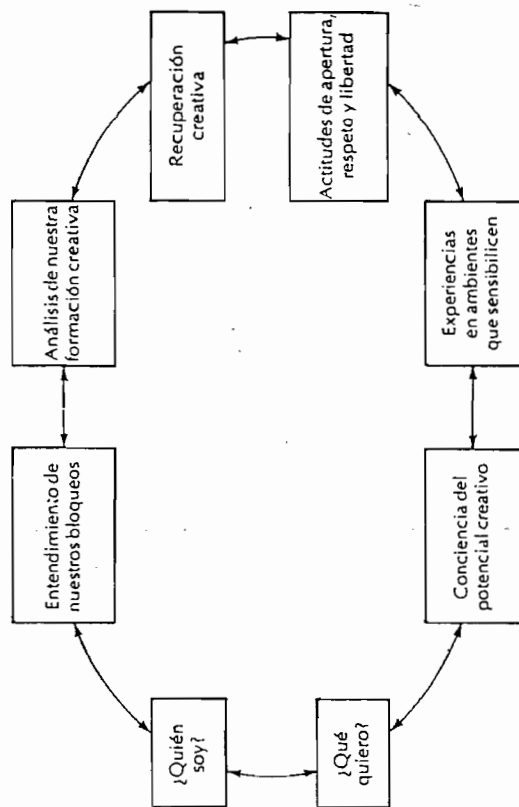 Entendimiento de
nuestros bloqueos
Análisis de nuestra
formación creativa
¿Quién
soy?
Recuperación
creativa
¿Qué
quiero?
Actitudes de apertura,
respeto y libertad
Conciencia del
potencial creativo
Experiencias
en ambientes
que sensibilicen